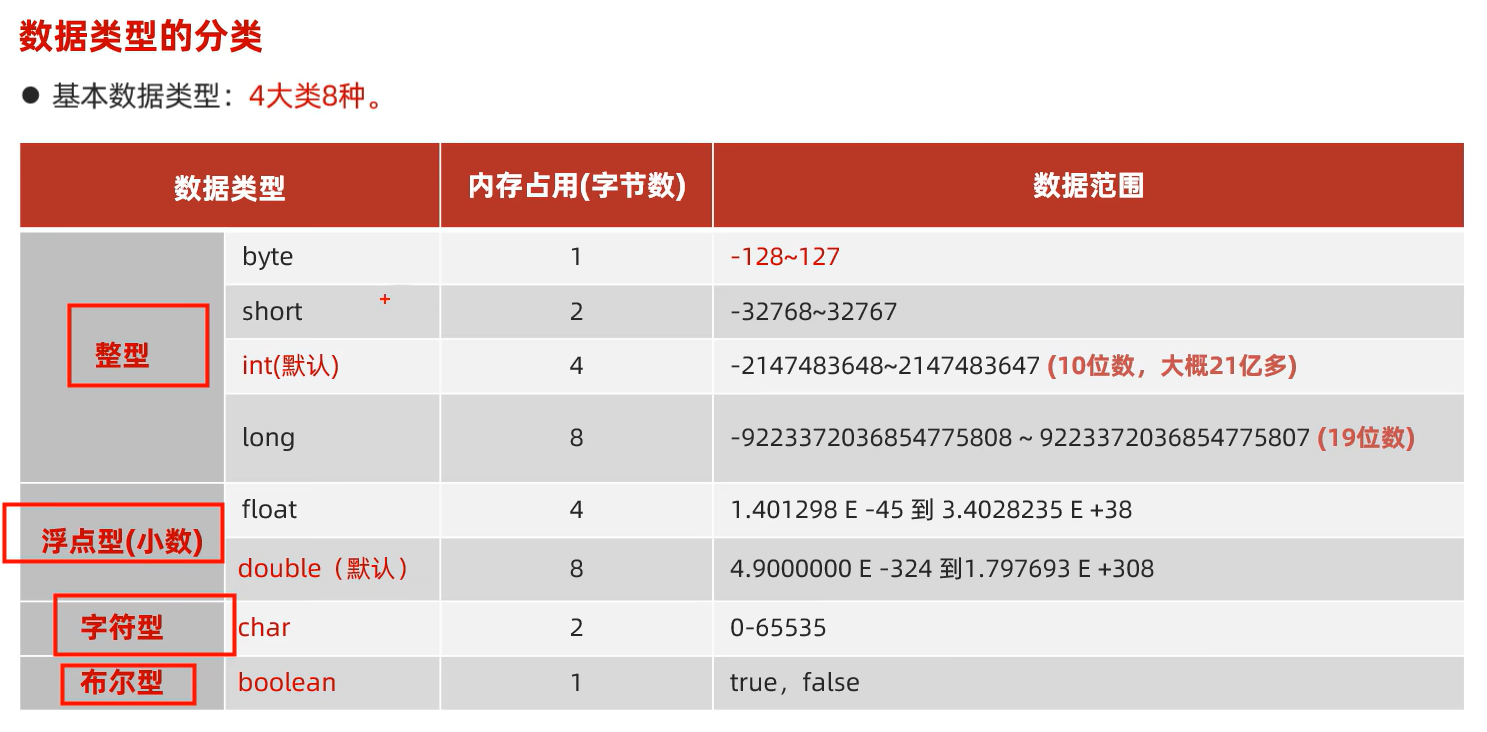 数据类型的分类
● 基本数据类型：4大类8种。
数据类型 内存占用(字节数) 数据范围
整型
byte 1 -128~127
short 2 -32768~32767
int(默认) 4 -2147483648~2147483647 (10位数，大概21亿多)
long 8 -9223372036854775808 ~ 9223372036854775807 (19位数)
浮点型(小数)
float 4 1.401298 E -45 到 3.4028235 E +38
double（默认） 8 4.9000000 E -324 到1.797693 E +308
字符型 char 2 0-65535
布尔型 boolean 1 true，false